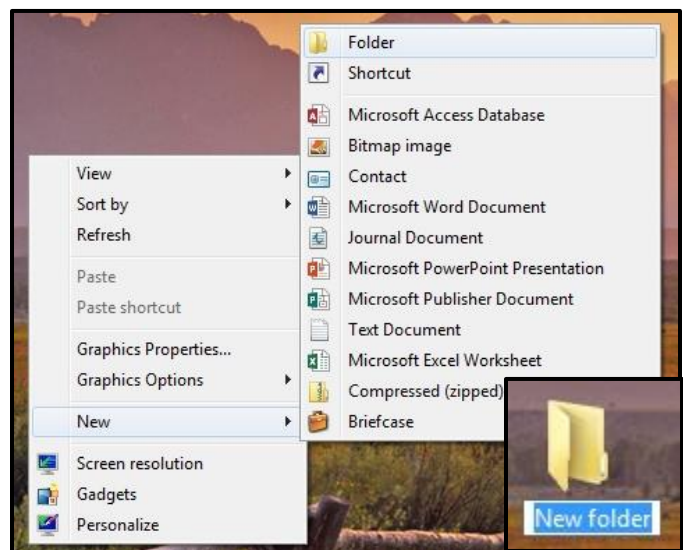 View
Sort by
Refresh
Paste
Paste shortcut
Graphics Properties...
Graphics Options
New
Screen resolution
Gadgets
Personalize
Folder
Shortcut
Microsoft Access Database
Bitmap image
Contact
Microsoft Word Document
Journal Document
Microsoft PowerPoint Presentation
Microsoft Publisher Document
Text Document
Microsoft Excel Worksheet
Compressed (zipped)
Briefcase
New folder